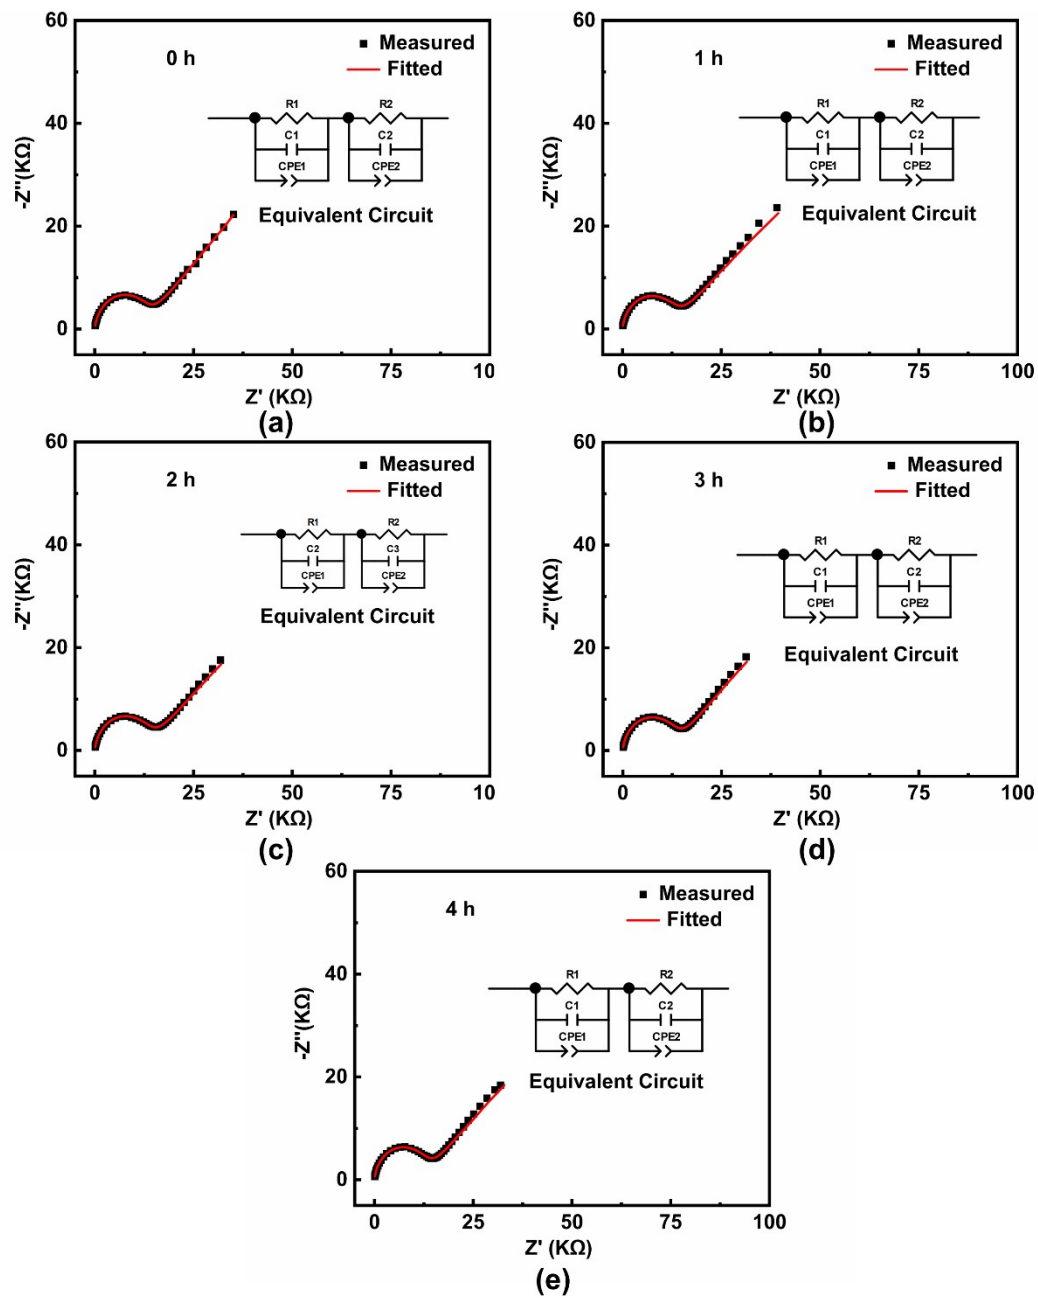 60
40
20
0
-Z''(KΩ)
0 h
Measured
Fitted
R1
R2
C1
C2
CPE1
CPE2
Equivalent Circuit
0
25
50
75
10
Z' (KΩ)
(a)
60
40
20
0
-Z''(KΩ)
1 h
Measured
Fitted
R1
R2
C1
C2
CPE1
CPE2
Equivalent Circuit
0
25
50
75
100
Z' (KΩ)
(b)
60
40
20
0
-Z''(KΩ)
2 h
Measured
Fitted
R1
R2
C2
C3
CPE1
CPE2
Equivalent Circuit
0
25
50
75
10
Z' (KΩ)
(c)
60
40
20
0
-Z''(KΩ)
3 h
Measured
Fitted
R1
R2
C1
C2
CPE1
CPE2
Equivalent Circuit
0
25
50
75
100
Z' (KΩ)
(d)
60
40
20
0
-Z''(KΩ)
4 h
Measured
Fitted
R1
R2
C1
C2
CPE1
CPE2
Equivalent Circuit
0
25
50
75
100
Z' (KΩ)
(e)